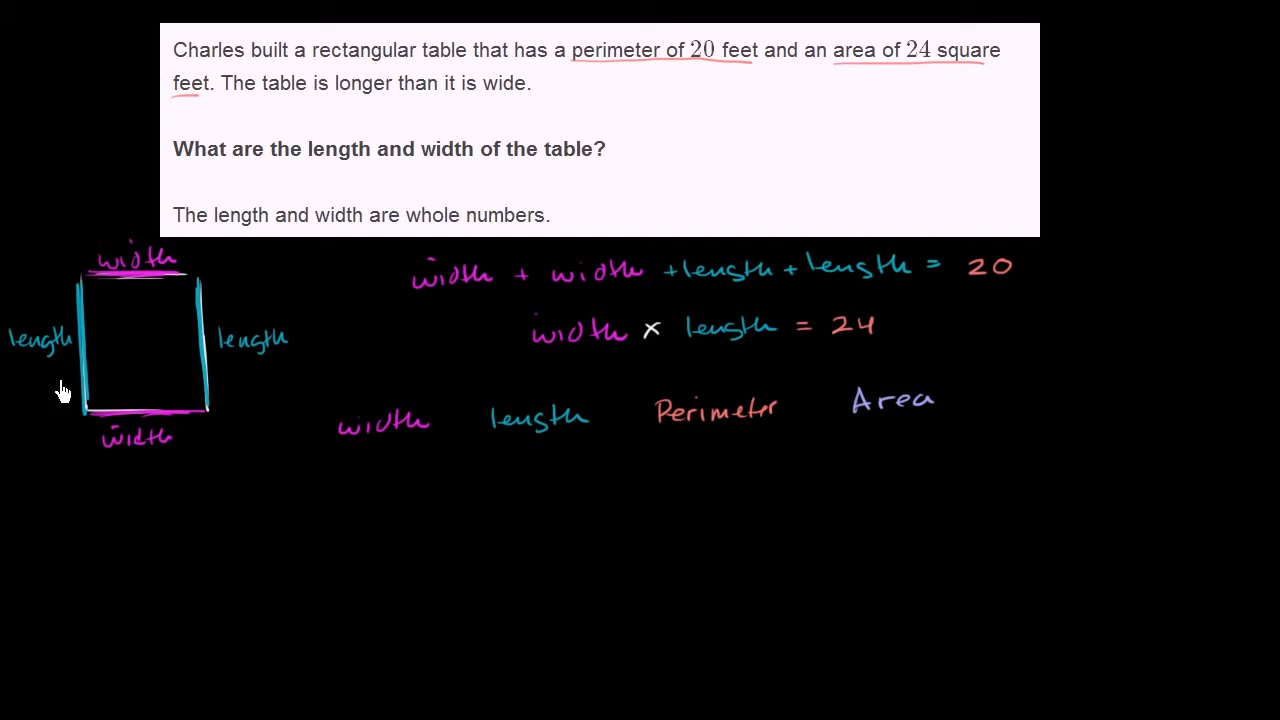 Charles built a rectangular table that has a perimeter of 20 feet and an area of 24 square
feet. The table is longer than it is wide.
What are the length and width of the table?
The length and width are whole numbers.
width
width + width + length + length = 20
length
length
width × length = 24
width
width length Perimeter Area